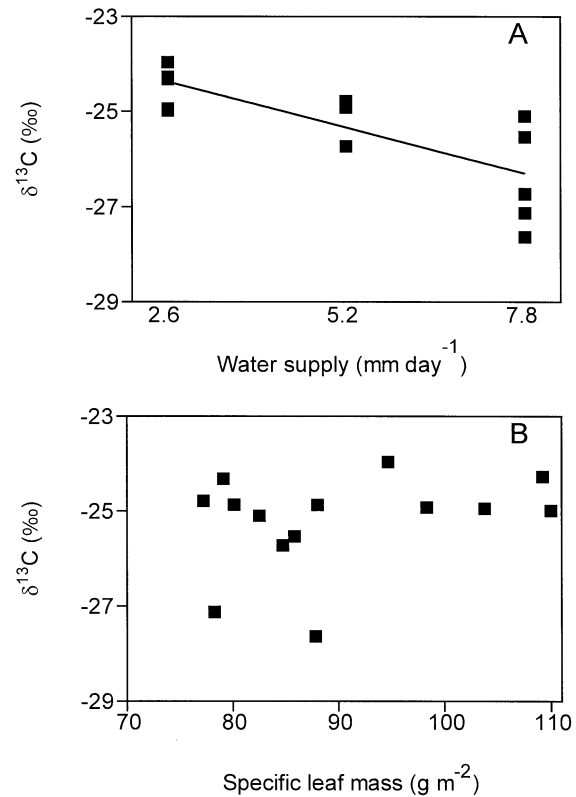 -23
A
-25
-27
-29
δ13C (‰)
2.6 5.2 7.8
Water supply (mm day-1)
-23
B
-25
-27
-29
δ13C (‰)
70 80 90 100 110
Specific leaf mass (g m-2)